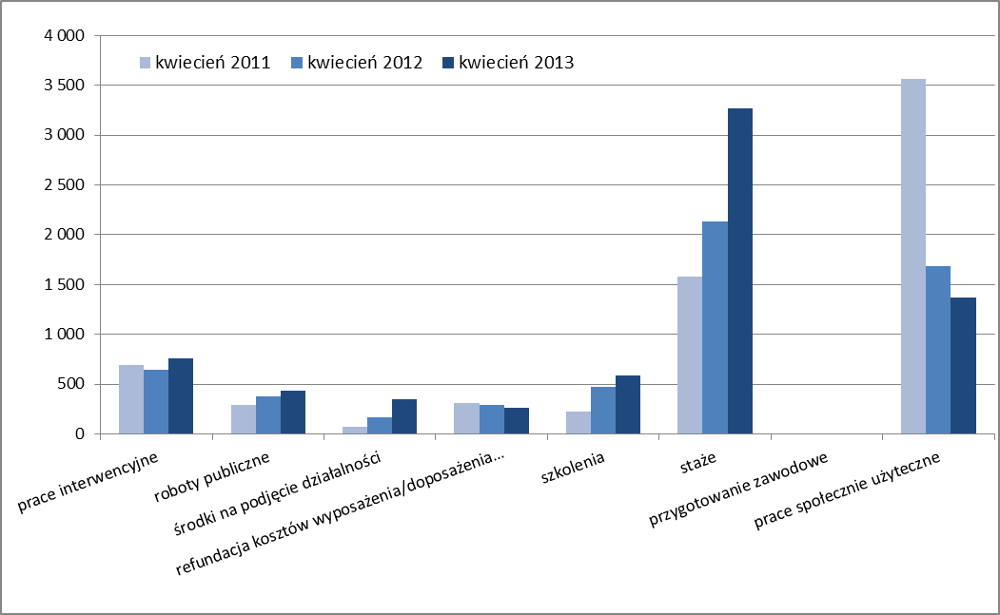 4 000
kwiecień 2011 kwiecień 2012 kwiecień 2013
3 500
3 000
2 500
2 000
1 500
1 000
500
0
prace interwencyjne
roboty publiczne
środki na podjęcie działalności
refundacja kosztów wyposażenia/doposażenia...
szkolenia
staże
przygotowanie zawodowe
prace społecznie użyteczne